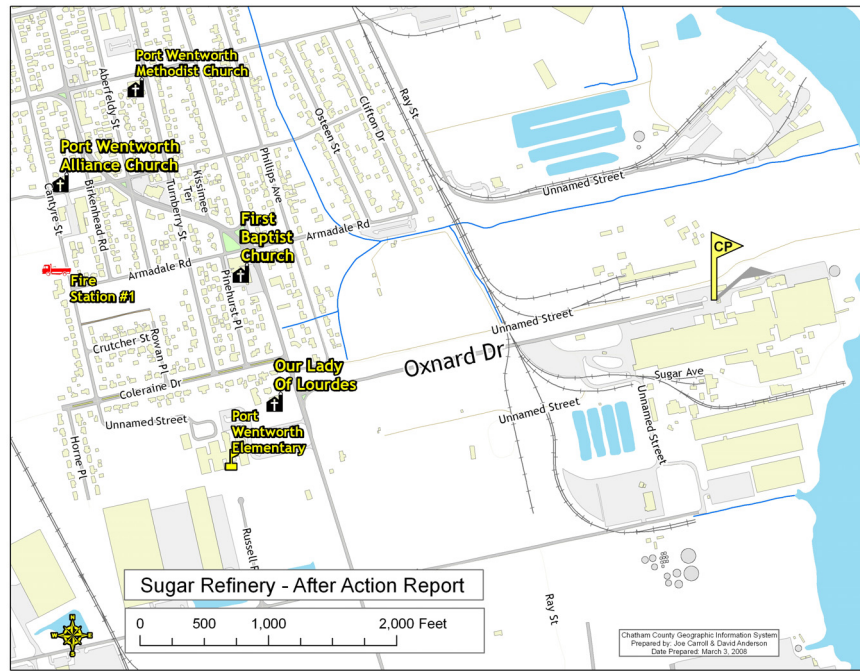 Port Wentworth
Methodist Church
Aberfeldy St
Ray St
Clifton Dr
Osteen St
Port Wentworth
Alliance Church
Cantyre St
Birkenhead Rd
Turnberry St
Kissimee
Ter
Phillips Ave
Unnamed Street
First
Baptist
Church
Armadale Rd
CP
Armadale Rd
Fire
Station #1
Pinehurst Pl
Unnamed Street
Crutcher St
Rowan Pl
Oxnard Dr
Our Lady
Of Lourdes
Sugar Ave
Coleraine Dr
Unnamed Street
Unnamed Street
Port
Wentworth
Elementary
Unnamed Street
Horne Pl
Russell
Ray St
Sugar Refinery - After Action Report
0 500 1,000 2,000 Feet
N
W E
S
Chatham County Geographic Information System
Prepared by: Joe Carroll & David Anderson
Date Prepared: March 3, 2008